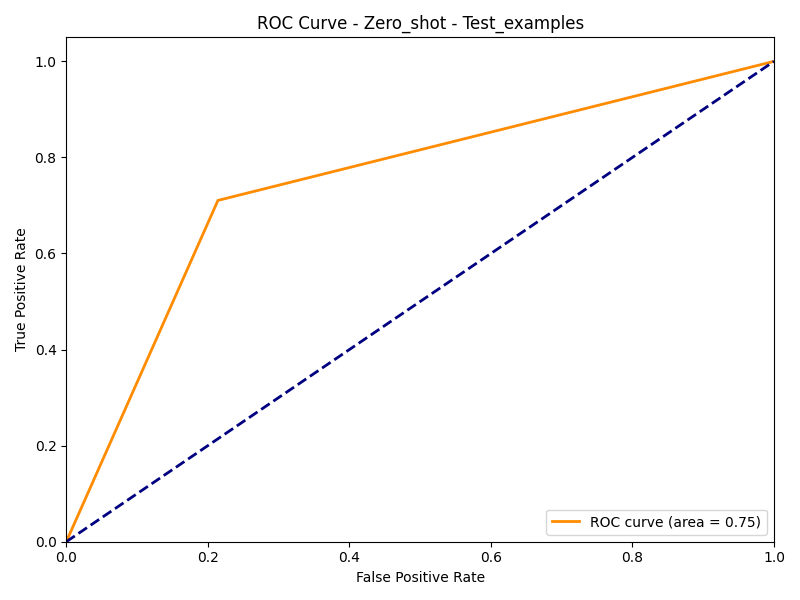 ROC Curve - Zero_shot - Test_examples
True Positive Rate
1.0
0.8
0.6
0.4
0.2
0.0
ROC curve (area = 0.75)
0.0 0.2 0.4 0.6 0.8 1.0
False Positive Rate